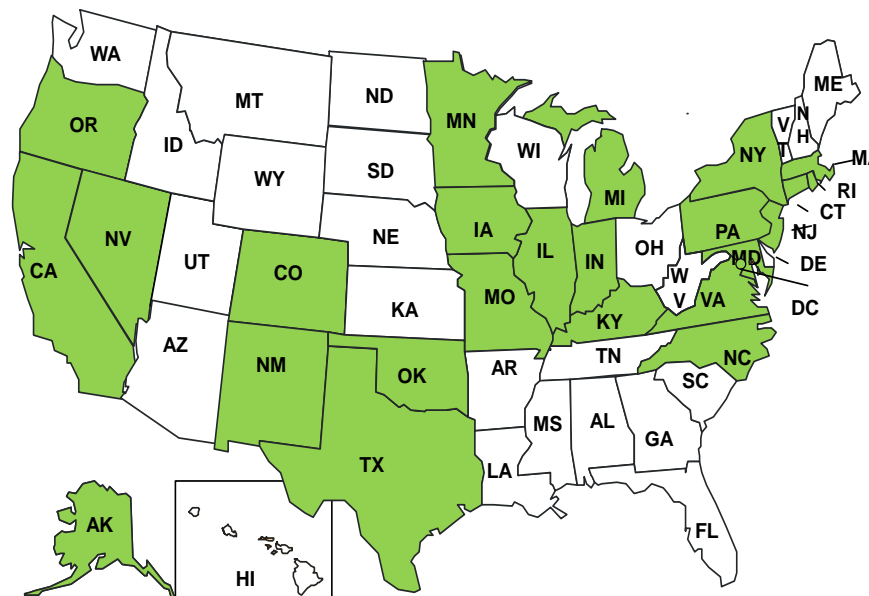 WA
ME
MT
ND
OR
MN
V
T
N
H
ID
WI
NY
MA
SD
WY
MI
RI
CT
IA
PA
NJ
NE
NV
OH
IL
IN
MD
DE
CA
UT
CO
W
V
DC
MO
VA
KA
KY
AZ
TN
NC
NM
AR
OK
SC
MS
AL
GA
TX
LA
AK
FL
HI